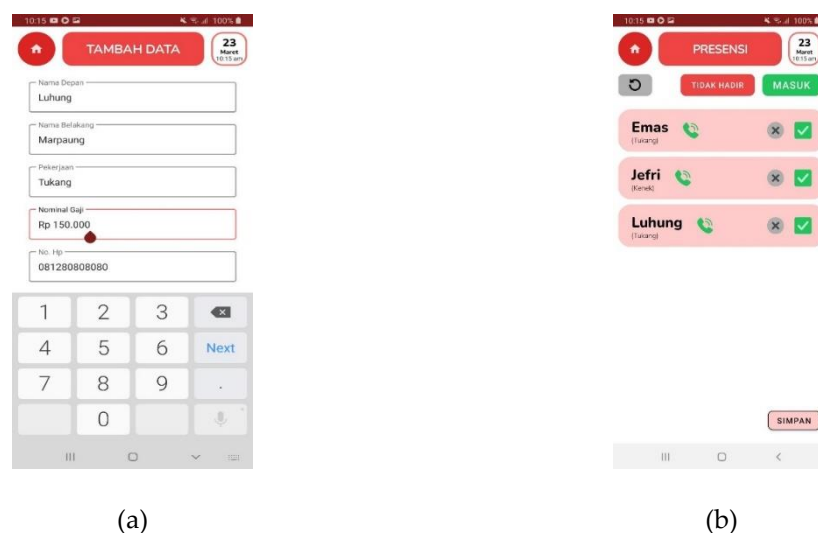 10:15
100%
TAMBAH DATA
23
Maret
10:15 am
Nama Depan
Luhung
Nama Belakang
Marpaung
Pekerjaan
Tukang
Nominal Gaji
Rp 150.000
No. Hp
081280808080
1 2 3
4 5 6 Next
7 8 9 .
0
(a)
10:15
100%
PRESENSI
23
Maret
10:15 am
TIDAK HADIR
MASUK
Emas
(Tukang)
Jefri
(Kenek)
Luhung
(Tukang)
SIMPAN
(b)